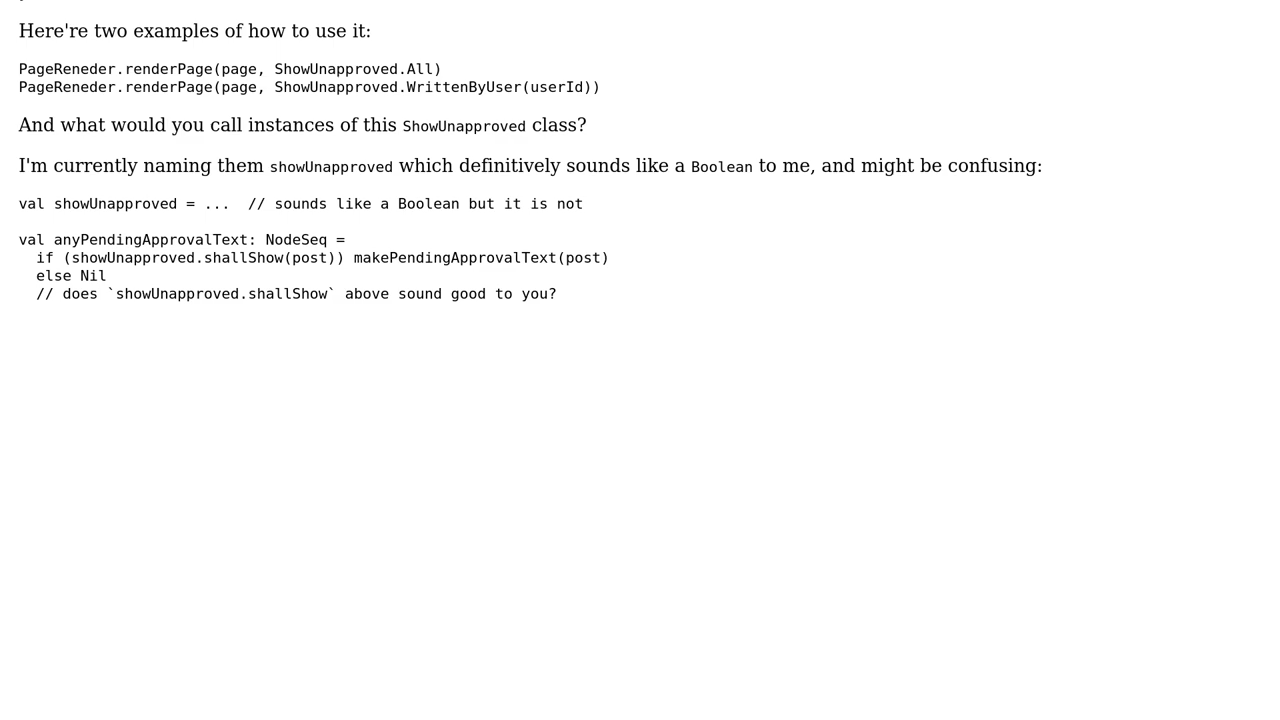 Here're two examples of how to use it:
PageReneder.renderPage(page, ShowUnapproved.All)
PageReneder.renderPage(page, ShowUnapproved.WrittenByUser(userId))
And what would you call instances of this ShowUnapproved class?
I'm currently naming them showUnapproved which definitively sounds like a Boolean to me, and might be confusing:
val showUnapproved = ...  // sounds like a Boolean but it is not
val anyPendingApprovalText: NodeSeq =
  if (showUnapproved.shallShow(post)) makePendingApprovalText(post)
  else Nil
  // does `showUnapproved.shallShow` above sound good to you?